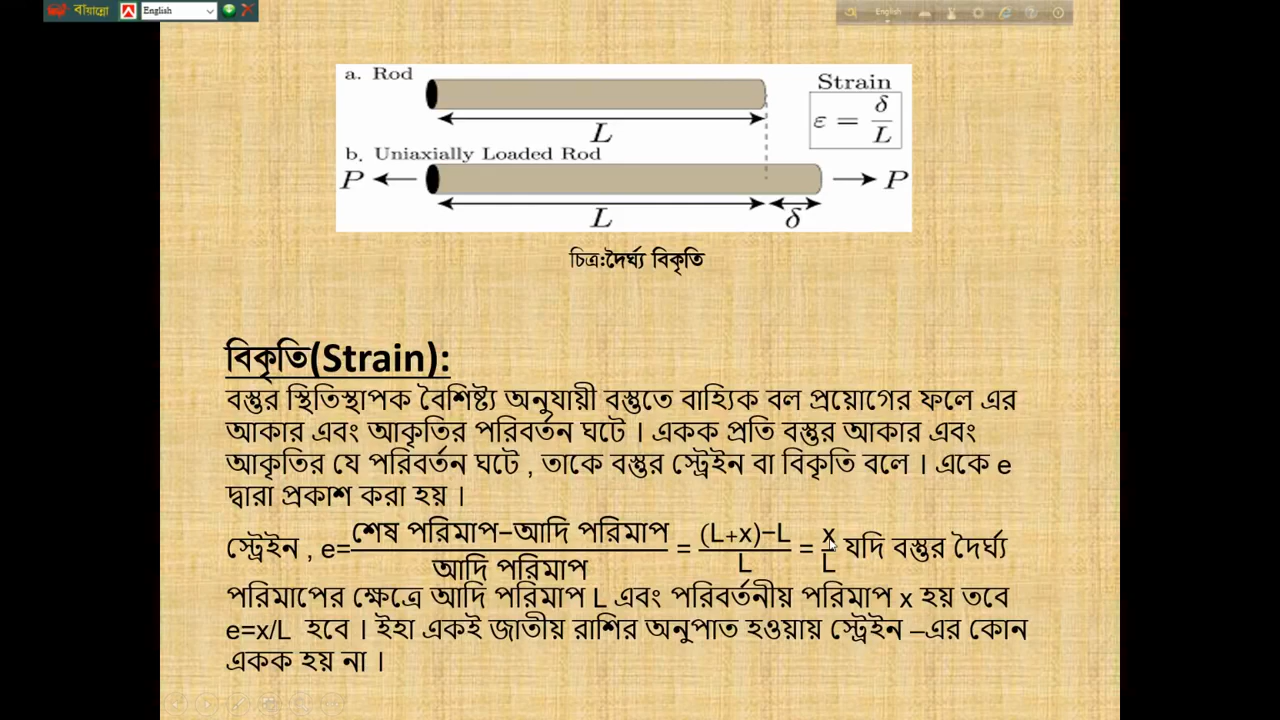 বায়ান্নো
English
English
a. Rod
Strain
ε = δ/L
L
b. Uniaxially Loaded Rod
P
P
L
δ
চিত্র:দৈর্ঘ্য বিকৃতি
বিকৃতি(Strain):
বস্তুর স্থিতিস্থাপক বৈশিষ্ট্য অনুযায়ী বস্তুতে বাহ্যিক বল প্রয়োগের ফলে এর
আকার এবং আকৃতির পরিবর্তন ঘটে । একক প্রতি বস্তুর আকার এবং
আকৃতির যে পরিবর্তন ঘটে , তাকে বস্তুর স্ট্রেইন বা বিকৃতি বলে । একে e
দ্বারা প্রকাশ করা হয় ।
স্ট্রেইন , e= শেষ পরিমাপ−আদি পরিমাপ / আদি পরিমাপ = (L+x)−L / L = x / L যদি বস্তুর দৈর্ঘ্য
পরিমাপের ক্ষেত্রে আদি পরিমাপ L এবং পরিবর্তনীয় পরিমাপ x হয় তবে
e=x/L হবে । ইহা একই জাতীয় রাশির অনুপাত হওয়ায় স্ট্রেইন –এর কোন
একক হয় না ।